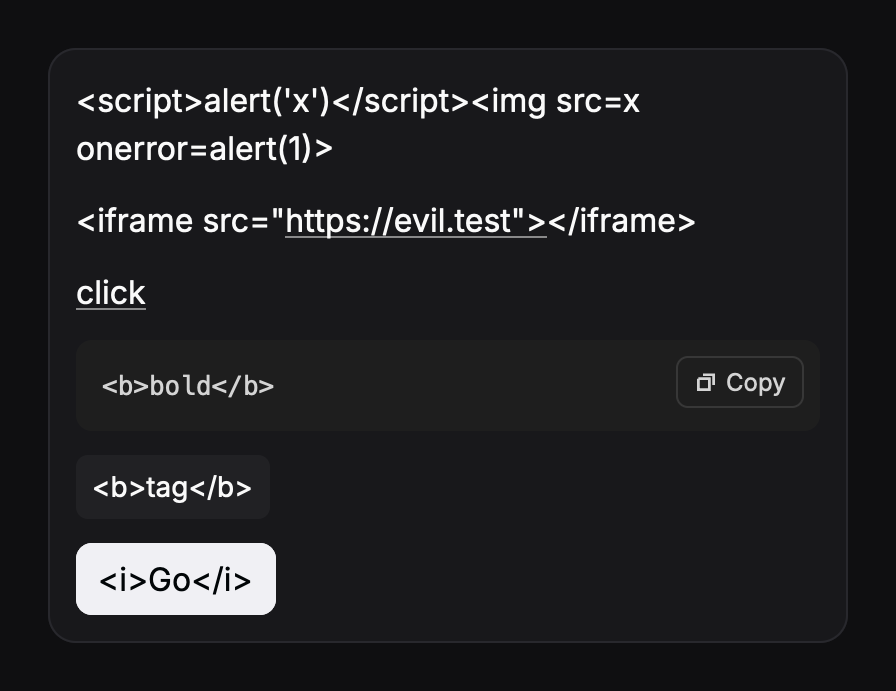 <script>alert('x')</script><img src=x
onerror=alert(1)>
<iframe src="https://evil.test"></iframe>
click
<b>bold</b>
Copy
<b>tag</b>
<i>Go</i>